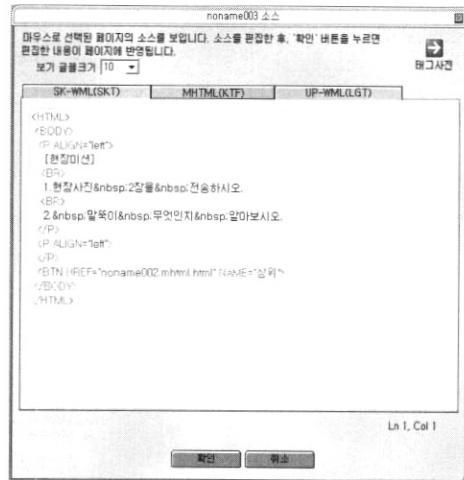 noname003 소스
마우스로 선택된 페이지의 소스를 보입니다. 소스를 편집한 후, '확인' 버튼을 누르면
편집한 내용이 페이지에 반영됩니다.
보기 글꼴크기 10
태그사전
SK-WML(SKT) MHTML(KTF) UP-WML(LGT)
<HTML>
<BODY>
<P ALIGN="left">
[현장미션]
<BR>
1.현장사진&nbsp;2장을&nbsp;전송하시오.
<BR>
2.&nbsp;말뚝이&nbsp;무엇인지&nbsp;알아보시오.
</P>
<P ALIGN="left">
</P>
<BTN HREF="noname002.mhtml.html" NAME="상위">
</BODY>
</HTML>
Ln 1, Col 1
확인 취소